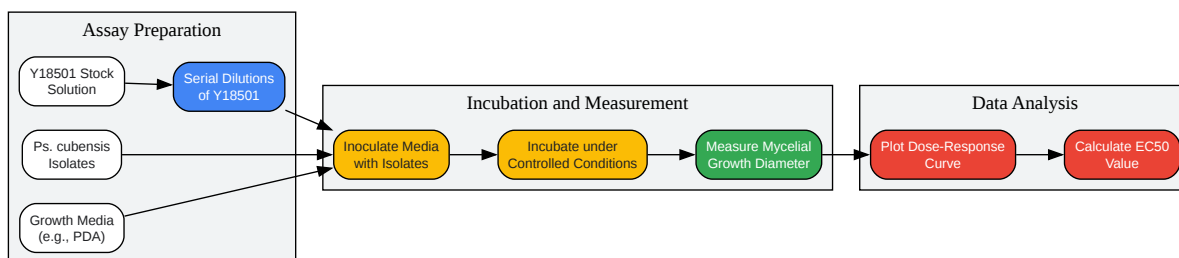 Assay Preparation
Y18501 Stock
Solution
Serial Dilutions
of Y18501
Ps. cubensis
Isolates
Growth Media
(e.g., PDA)
Incubation and Measurement
Inoculate Media
with Isolates
Incubate under
Controlled Conditions
Measure Mycelial
Growth Diameter
Data Analysis
Plot Dose-Response
Curve
Calculate EC50
Value